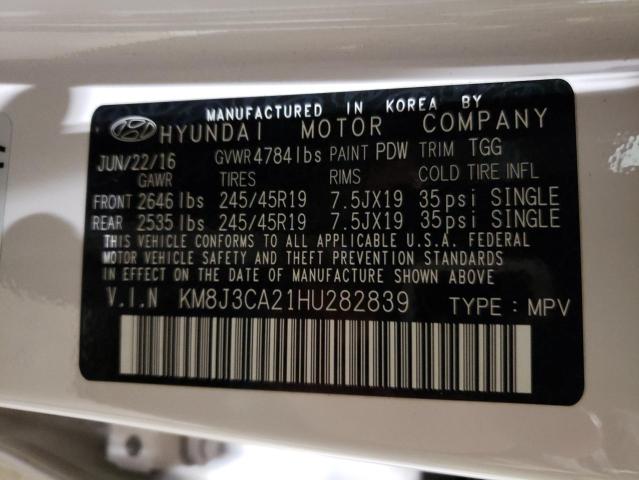 MANUFACTURED IN KOREA BY
HYUNDAI MOTOR COMPANY
JUN/22/16 GVWR 4784 lbs PAINT PDW TRIM TGG
GAWR TIRES RIMS COLD TIRE INFL
FRONT 2646 lbs 245/45R19 7.5JX19 35 psi SINGLE
REAR 2535 lbs 245/45R19 7.5JX19 35 psi SINGLE
THIS VEHICLE CONFORMS TO ALL APPLICABLE U.S.A. FEDERAL
MOTOR VEHICLE SAFETY AND THEFT PREVENTION STANDARDS
IN EFFECT ON THE DATE OF MANUFACTURE SHOWN ABOVE.
V.I.N KM8J3CA21HU282839 TYPE : MPV